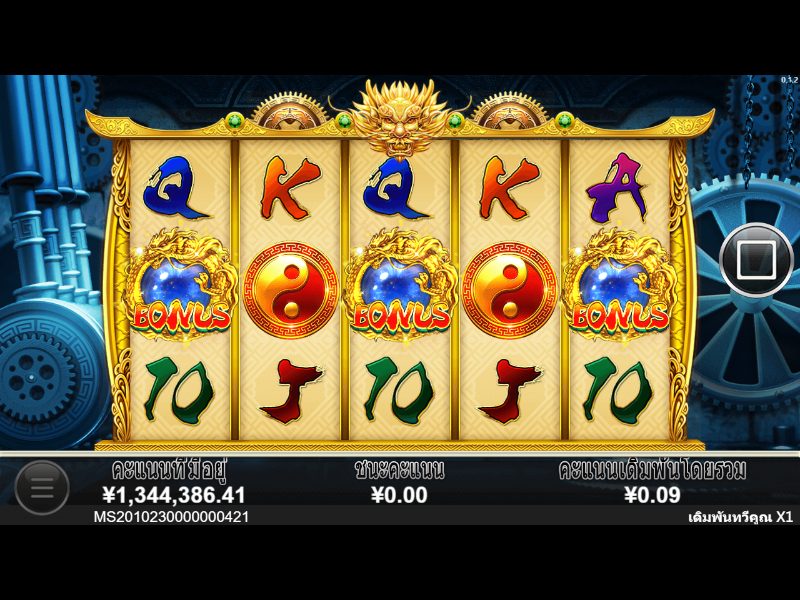 0.1.2
Q K Q K A
BONUS BONUS BONUS
10 J 10 J 10
คะแนนที่มีอยู่ ชนะคะแนน คะแนนเดิมพันโดยรวม
¥1,344,386.41 ¥0.00 ¥0.09
MS2010230000000421 เดิมพันทวีคูณ X1